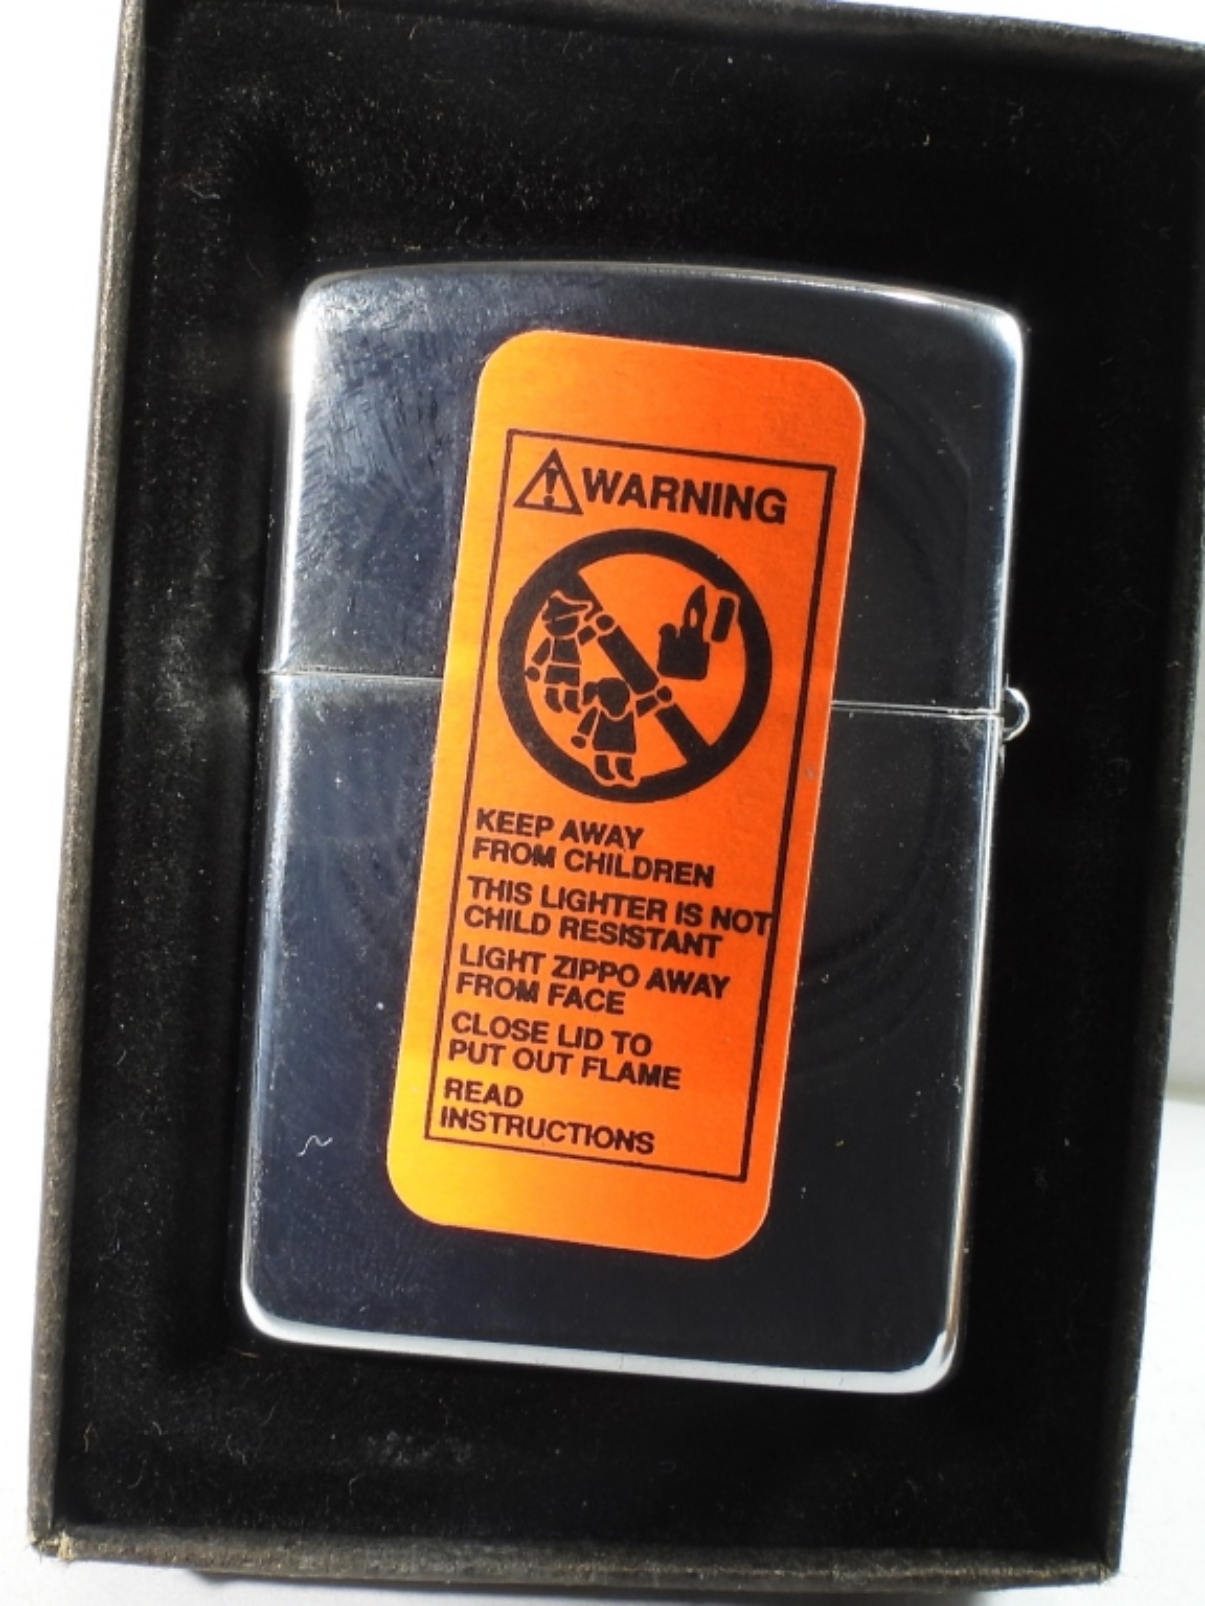 WARNING
KEEP AWAY
FROM CHILDREN
THIS LIGHTER IS NOT
CHILD RESISTANT
LIGHT ZIPPO AWAY
FROM FACE
CLOSE LID TO
PUT OUT FLAME
READ
INSTRUCTIONS